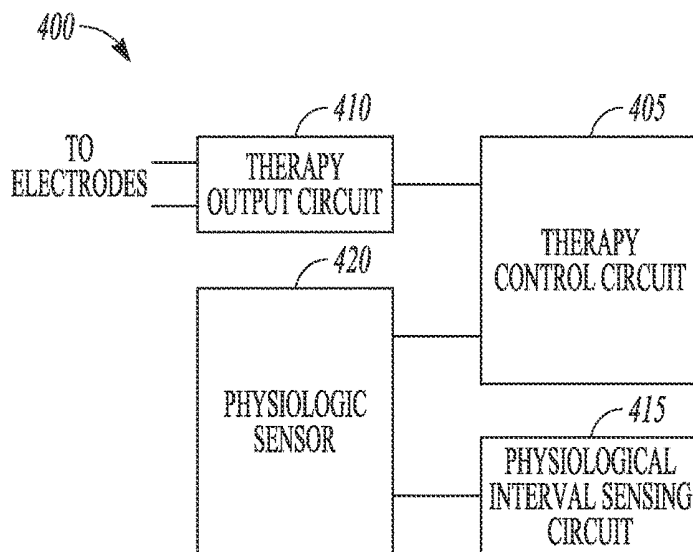 400
410
405
TO
ELECTRODES
THERAPY
OUTPUT CIRCUIT
THERAPY
CONTROL CIRCUIT
420
PHYSIOLOGIC
SENSOR
415
PHYSIOLOGICAL
INTERVAL SENSING
CIRCUIT